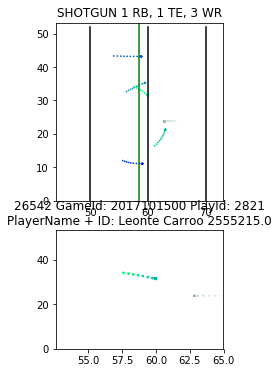 SHOTGUN 1 RB, 1 TE, 3 WR
50
40
30
20
10
0
50 60 70
26542 GameId: 2017101500 PlayId: 2821
PlayerName + ID: Leonte Carroo 2555215.0
40
20
0
55.0 57.5 60.0 62.5 65.0